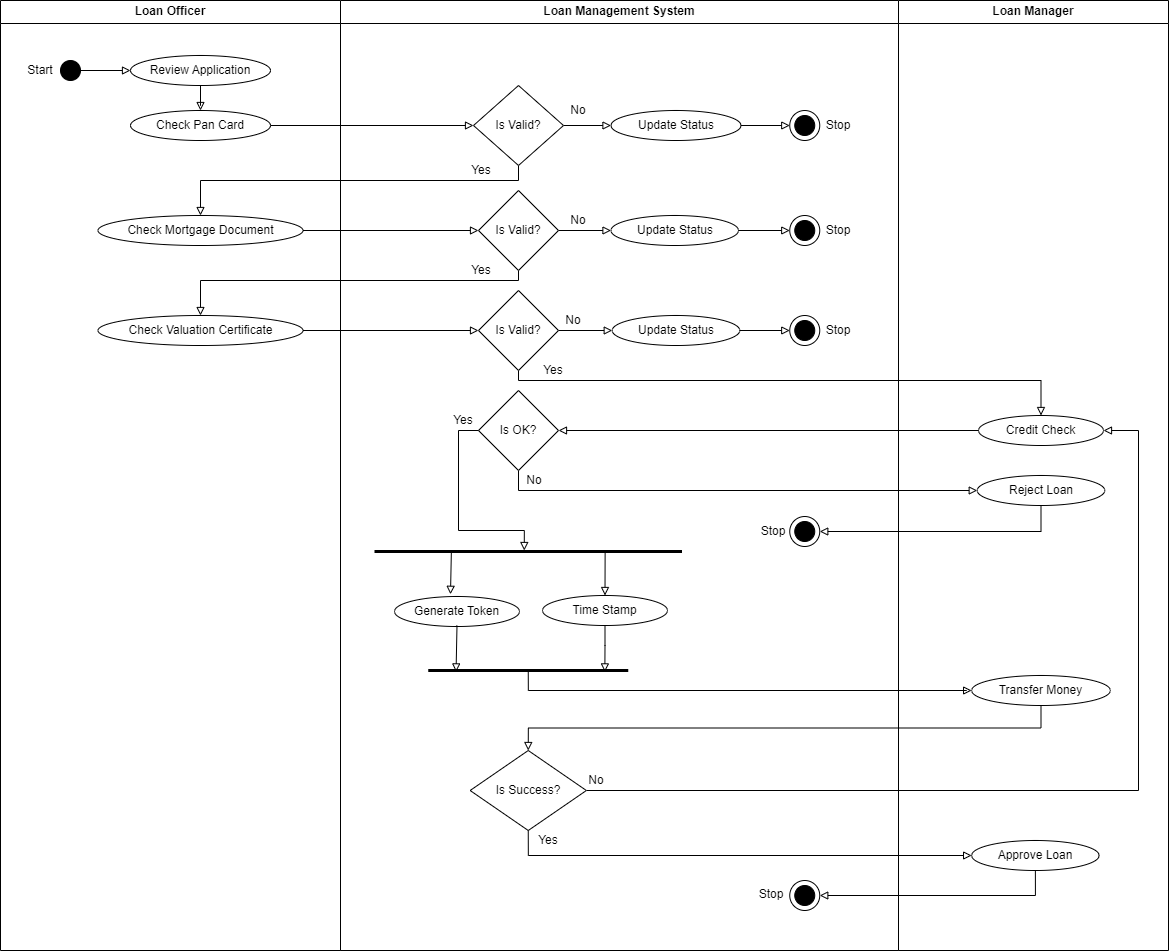 Loan Officer
Loan Management System
Loan Manager
Start
Review Application
Check Pan Card
Is Valid?
No
Update Status
Stop
Yes
Check Mortgage Document
Is Valid?
No
Update Status
Stop
Yes
Check Valuation Certificate
Is Valid?
No
Update Status
Stop
Yes
Credit Check
Is OK?
Yes
No
Reject Loan
Stop
Generate Token
Time Stamp
Transfer Money
Is Success?
No
Yes
Approve Loan
Stop